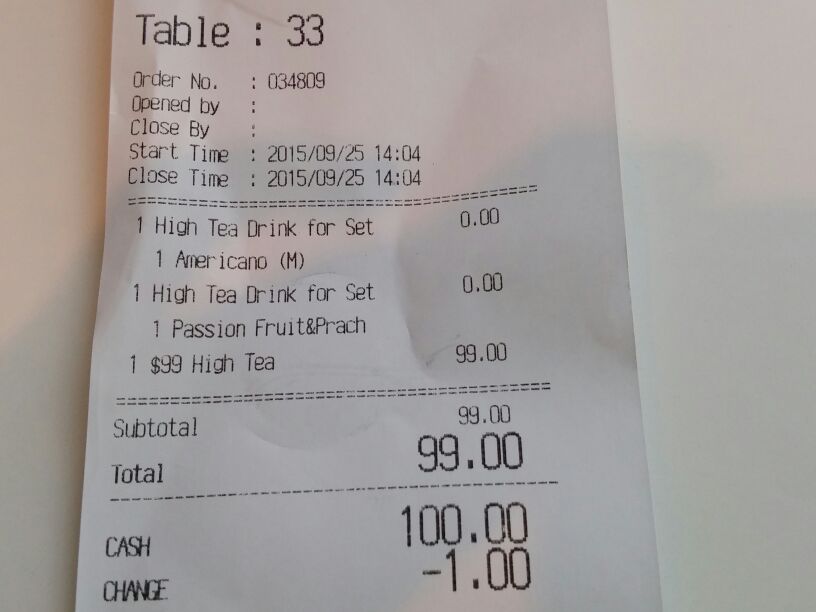 Table : 33
Order No. : 034809
Opened by :
Close By :
Start Time : 2015/09/25 14:04
Close Time : 2015/09/25 14:04
1 High Tea Drink for Set 0.00
1 Americano (M)
1 High Tea Drink for Set 0.00
1 Passion Fruit&Prach
1 $99 High Tea 99.00
Subtotal 99.00
Total 99.00
CASH 100.00
CHANGE -1.00